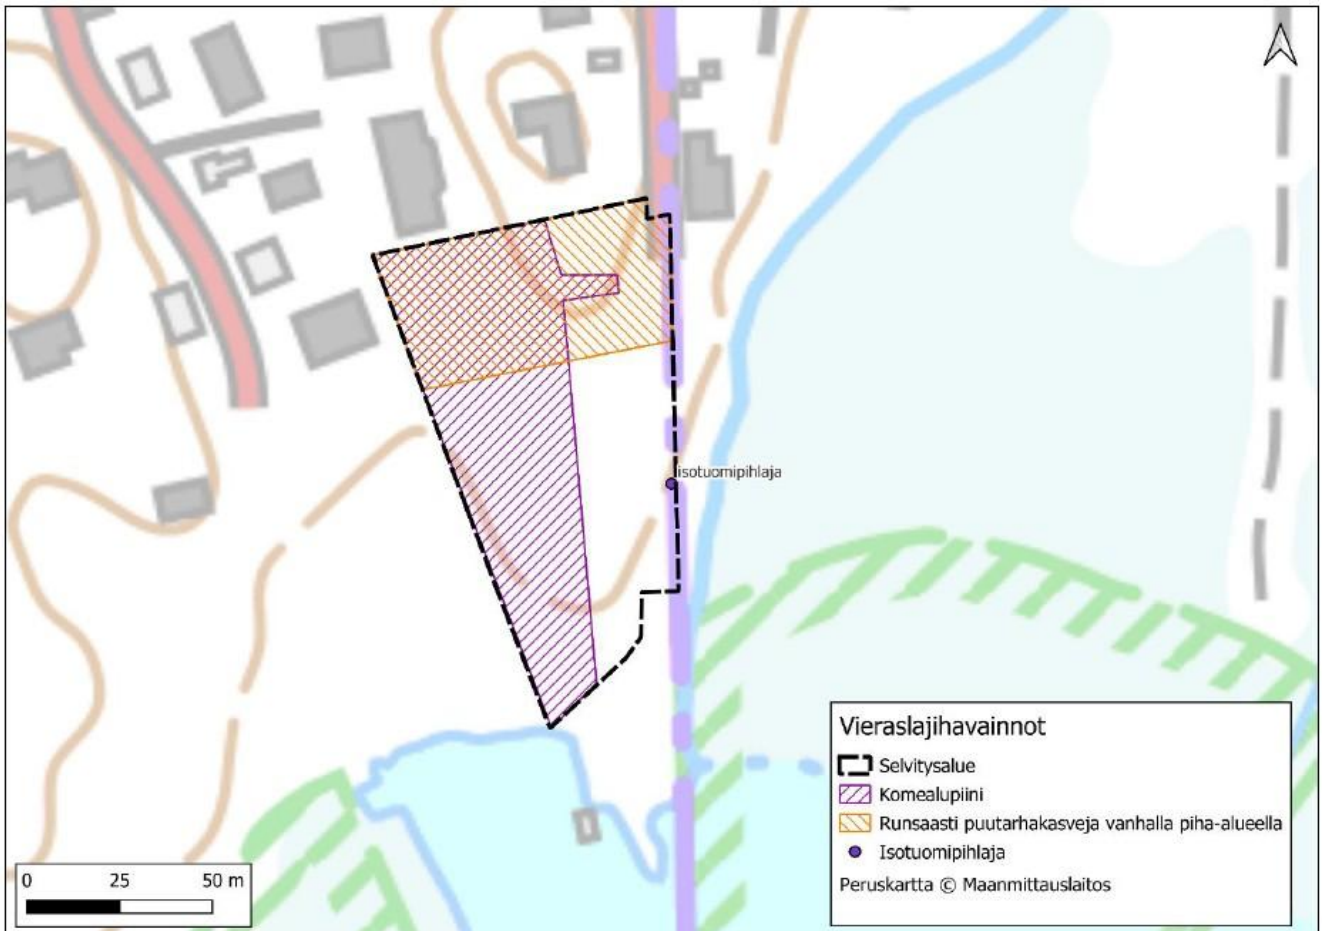 isotuomipihlaja
Vieraslajihavainnot
Selvitysalue
Komealupiini
Runsaasti puutarhakasveja vanhalla piha-alueella
Isotuomipihlaja
Peruskartta © Maanmittauslaitos
0 25 50 m